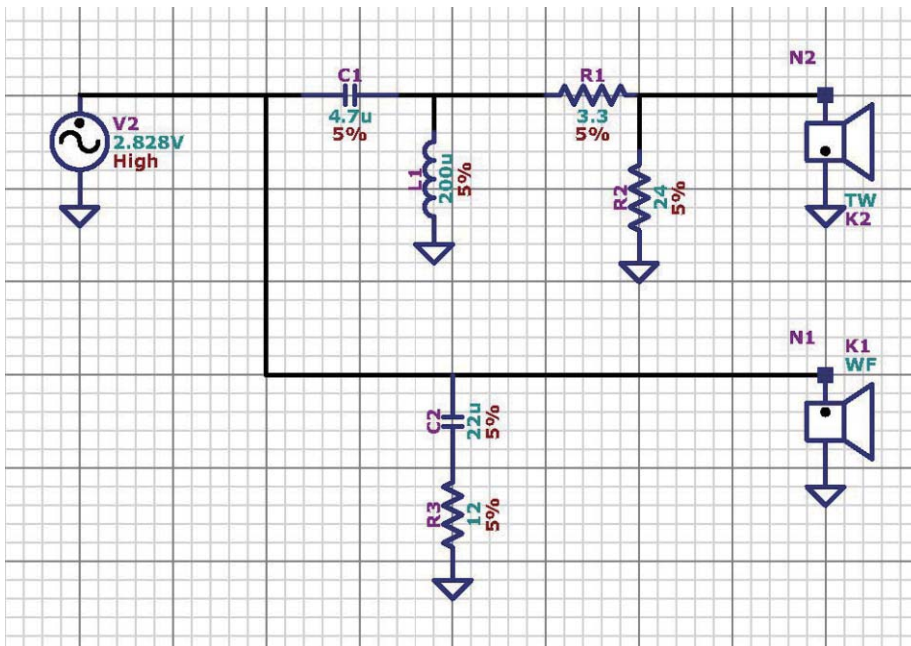 V2
2.828V
High
C1
4.7u
5%
L1
200u
5%
R1
3.3
5%
R2
24
5%
N2
TW
K2
N1
K1
WF
C2
22u
5%
R3
12
5%